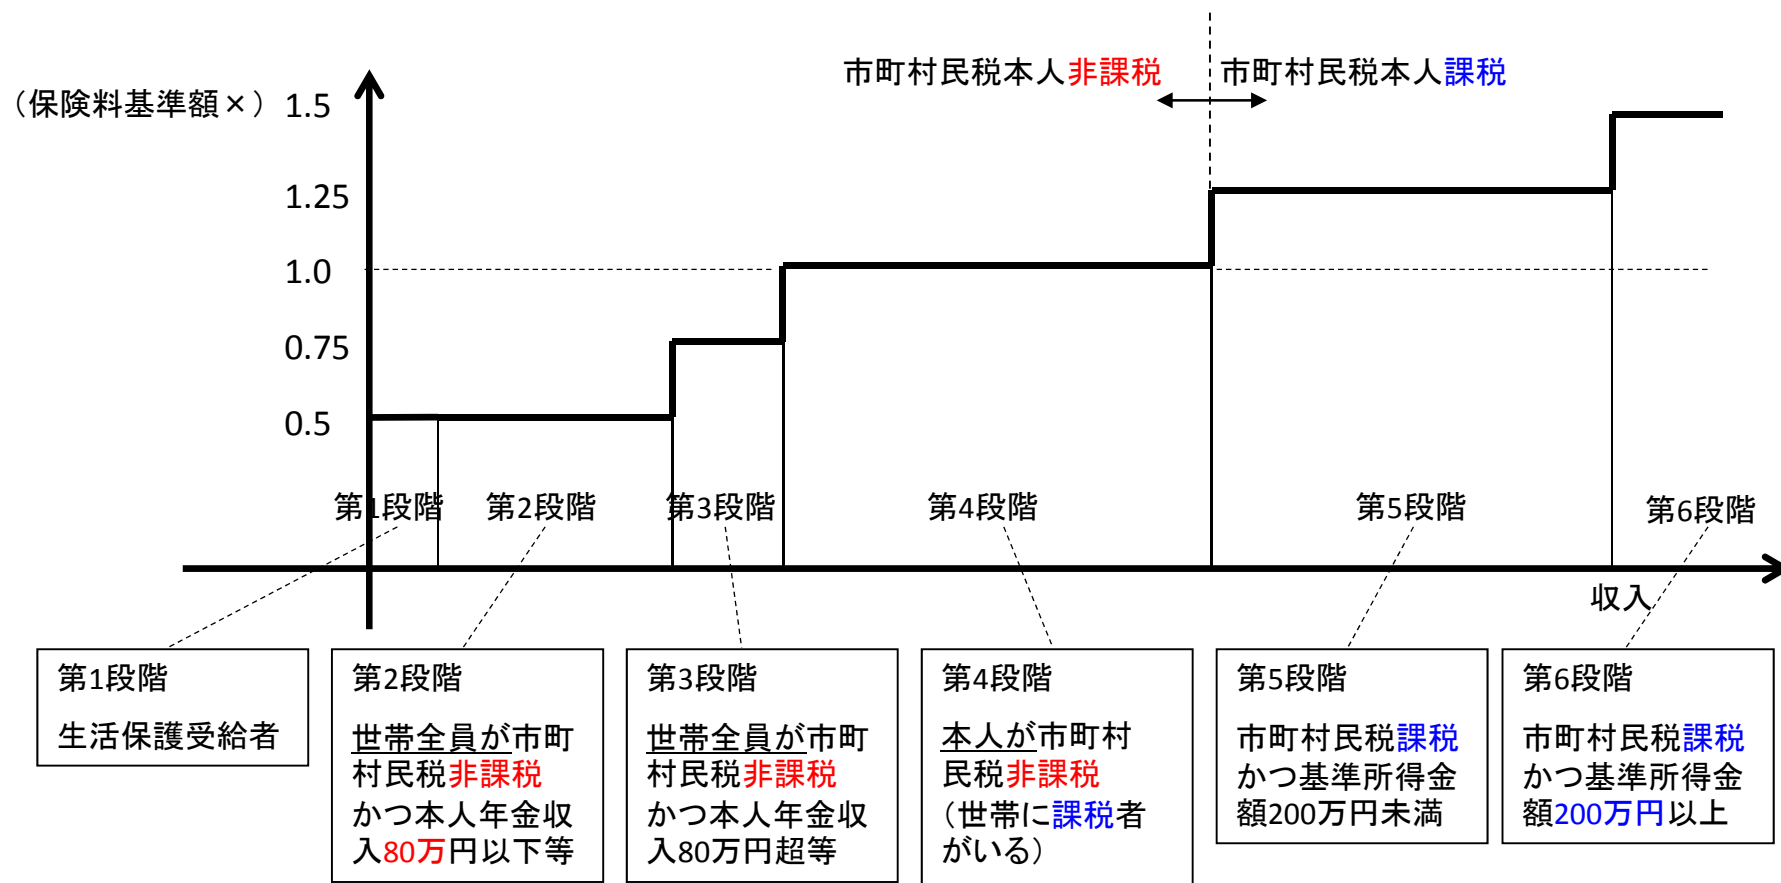 市町村民税本人非課税
市町村民税本人課税
（保険料基準額×）
1.5
1.25
1.0
0.75
0.5
第1段階
第2段階
第3段階
第4段階
第5段階
第6段階
収入
第1段階
生活保護受給者
第2段階
世帯全員が市町
村民税非課税
かつ本人年金収
入80万円以下等
第3段階
世帯全員が市町
村民税非課税
かつ本人年金収
入80万円超等
第4段階
本人が市町村
民税非課税
（世帯に課税者
がいる）
第5段階
市町村民税課税
かつ基準所得金
額200万円未満
第6段階
市町村民税課税
かつ基準所得金
額200万円以上